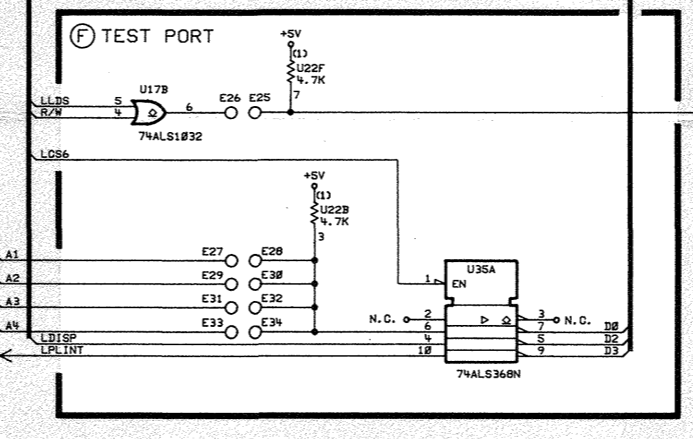 F TEST PORT
+5V
(1)
U22F
4.7K
7
U17B
LLDS 5
R/W 4
6
E26 E25
74ALS1032
LCS6
+5V
(1)
U22B
4.7K
3
A1 E27 E28
A2 E29 E30
A3 E31 E32
A4 E33 E34
U35A
1 EN
N.C. 2 3 N.C.
6 7 D0
LDISP 4 5 D2
LPLINT 10 9 D3
74ALS368N